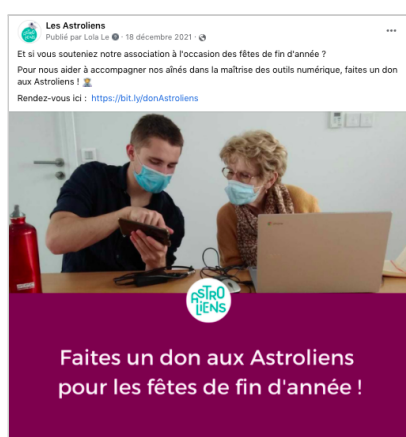 Les Astroliens
Publié par Lola Le · 18 décembre 2021 ·
Et si vous souteniez notre association à l'occasion des fêtes de fin d'année ?
Pour nous aider à accompagner nos aînés dans la maîtrise des outils numérique, faites un don
aux Astroliens !
Rendez-vous ici : https://bit.ly/donAstroliens
ASTRO
LIENS
Faites un don aux Astroliens
pour les fêtes de fin d'année !